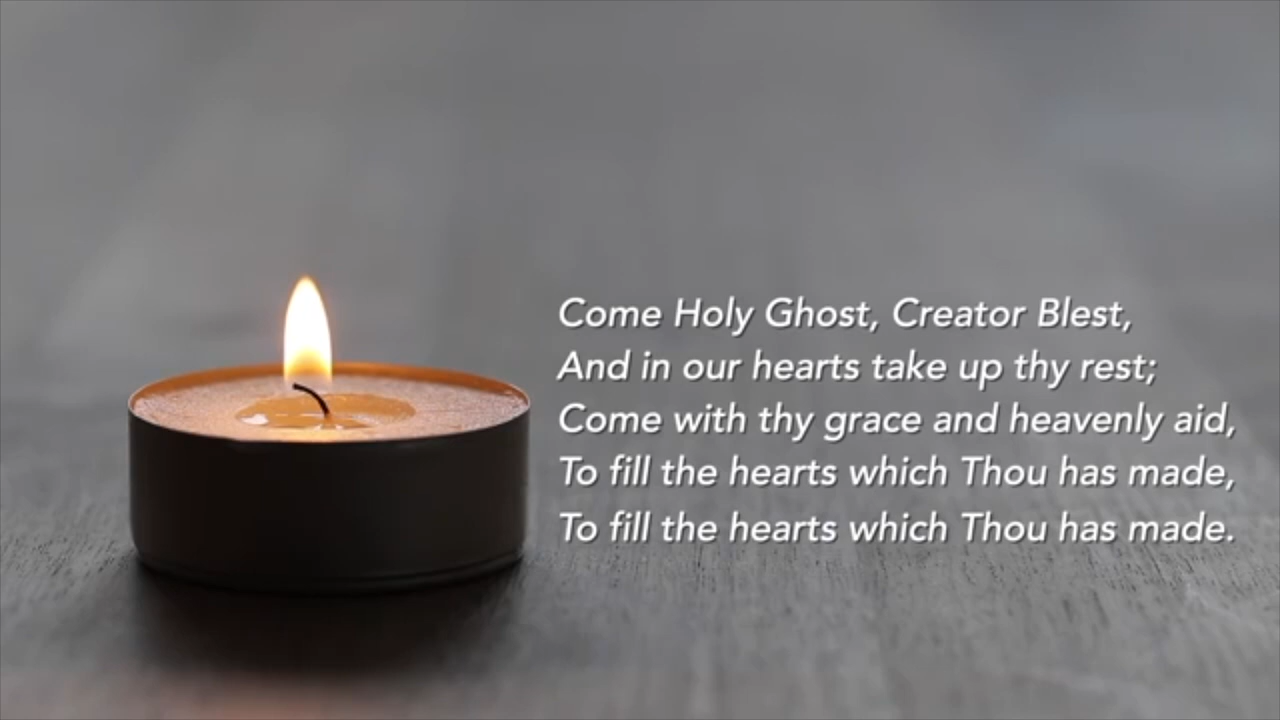 Come Holy Ghost, Creator Blest,
And in our hearts take up thy rest;
Come with thy grace and heavenly aid,
To fill the hearts which Thou has made,
To fill the hearts which Thou has made.